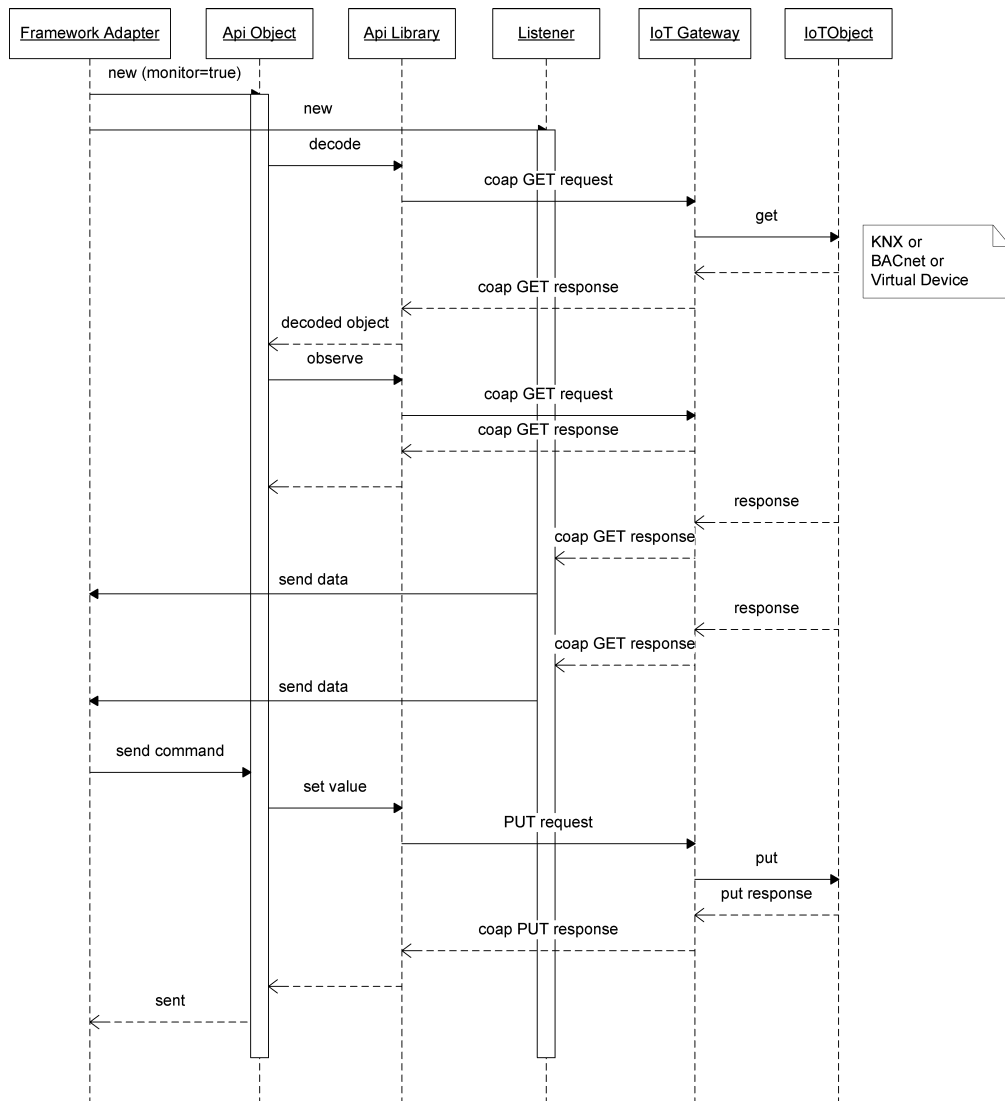 Framework Adapter
Api Object
Api Library
Listener
IoT Gateway
IoTObject
new (monitor=true)
new
decode
coap GET request
get
KNX or
BACnet or
Virtual Device
coap GET response
decoded object
observe
coap GET request
coap GET response
response
coap GET response
send data
response
coap GET response
send data
send command
set value
PUT request
put
put response
coap PUT response
sent